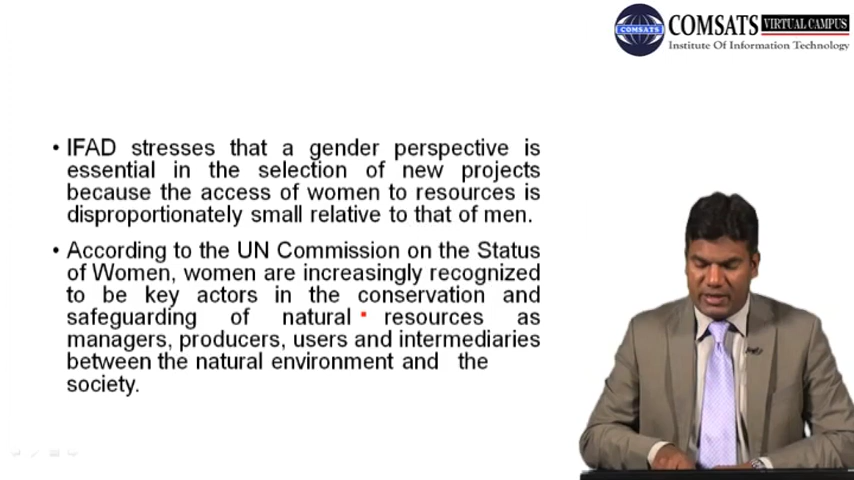 COMSATS VIRTUAL CAMPUS
COMSATS
Institute Of Information Technology
• IFAD stresses that a gender perspective is
essential in the selection of new projects
because the access of women to resources is
disproportionately small relative to that of men.
• According to the UN Commission on the Status
of Women, women are increasingly recognized
to be key actors in the conservation and
safeguarding of natural resources as
managers, producers, users and intermediaries
between the natural environment and the
society.